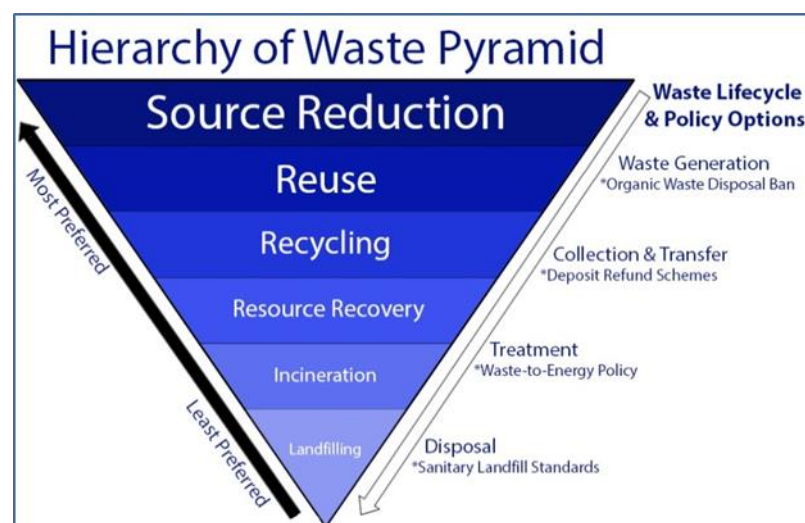 Hierarchy of Waste Pyramid
Source Reduction
Reuse
Recycling
Resource Recovery
Incineration
Landfilling
Most Preferred
Least Preferred
Waste Lifecycle
& Policy Options
Waste Generation
*Organic Waste Disposal Ban
Collection & Transfer
*Deposit Refund Schemes
Treatment
*Waste-to-Energy Policy
Disposal
*Sanitary Landfill Standards